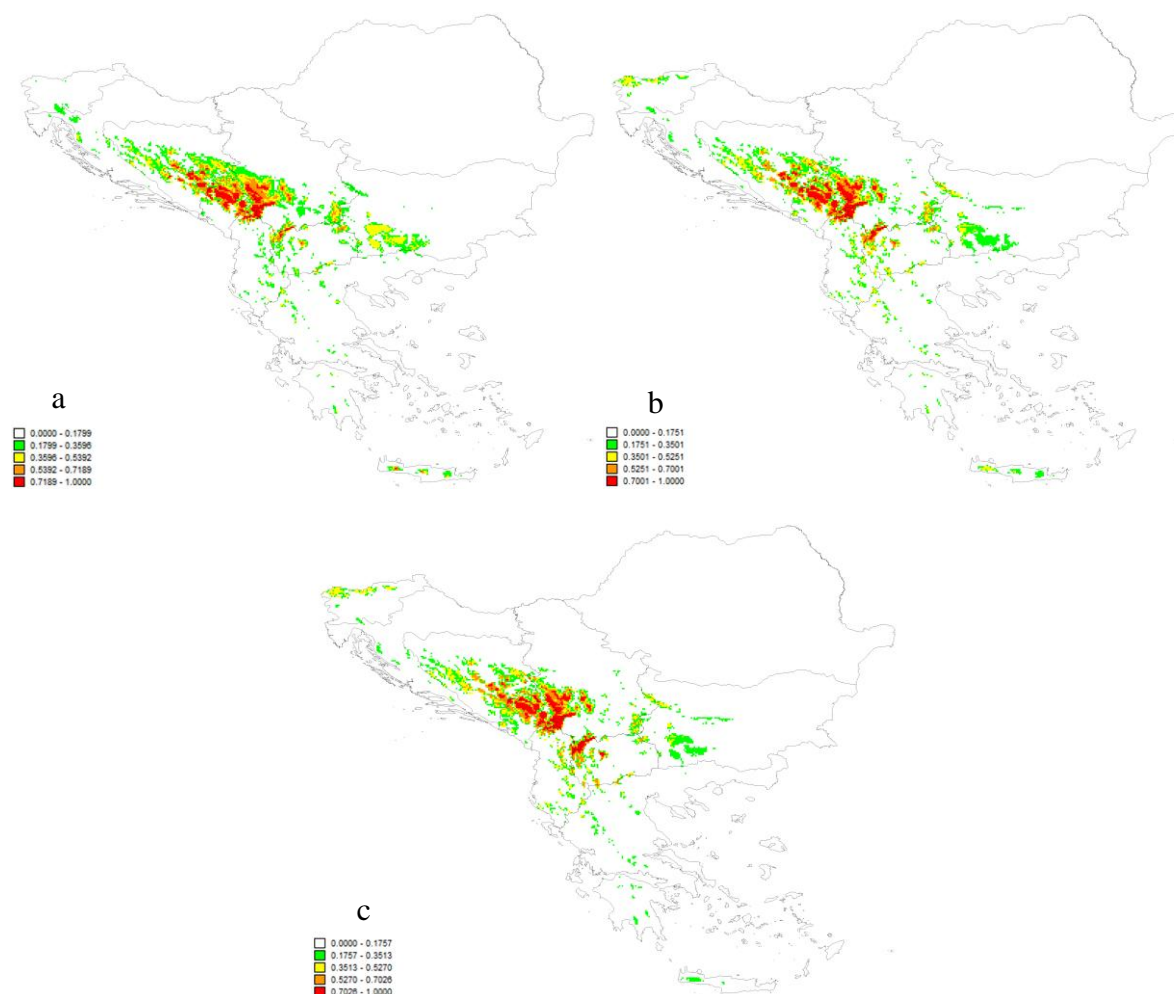 a
0.0000 - 0.1799
0.1799 - 0.3596
0.3596 - 0.5392
0.5392 - 0.7189
0.7189 - 1.0000
b
0.0000 - 0.1751
0.1751 - 0.3501
0.3501 - 0.5251
0.5251 - 0.7001
0.7001 - 1.0000
c
0.0000 - 0.1757
0.1757 - 0.3513
0.3513 - 0.5270
0.5270 - 0.7026
0.7026 - 1.0000